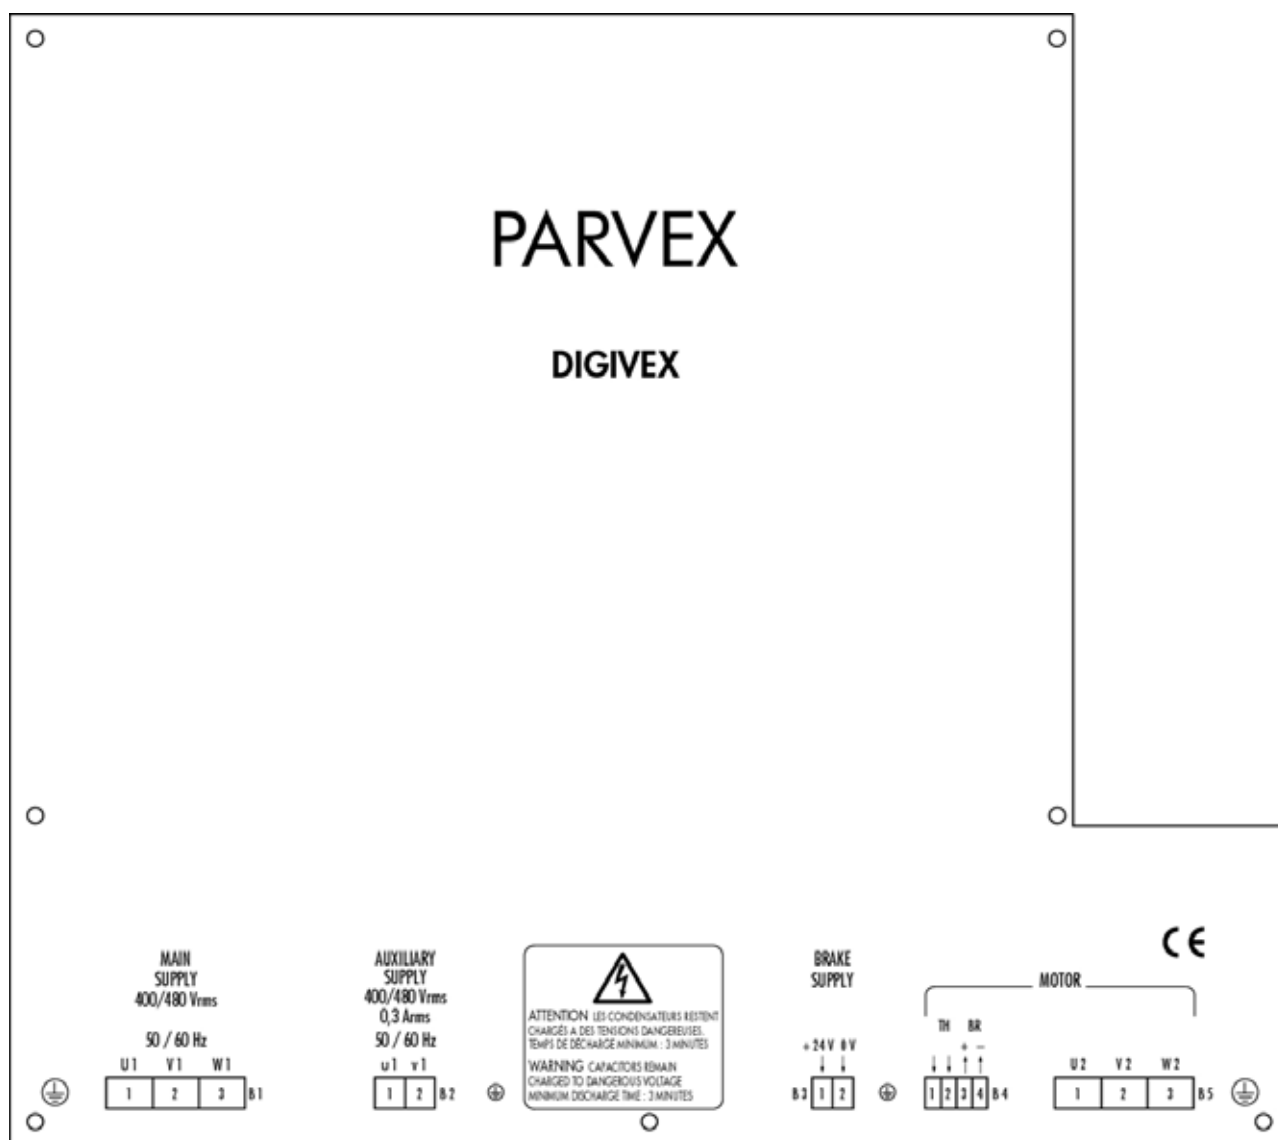 PARVEX
DIGIVEX
MAIN
SUPPLY
400/480 Vrms
50 / 60 Hz
U1 V1 W1
1 2 3 B1
AUXILIARY
SUPPLY
400/480 Vrms
0,3 Arms
50 / 60 Hz
u1 v1
1 2 B2
ATTENTION LES CONDENSATEURS RESTENT
CHARGÉS A DES TENSIONS DANGEREUSES.
TEMPS DE DÉCHARGE MINIMUM : 3 MINUTES
WARNING CAPACITORS REMAIN
CHARGED TO DANGEROUS VOLTAGE
MINIMUM DISCHARGE TIME : 3 MINUTES
BRAKE
SUPPLY
+24V 0V
B3 1 2
CE
MOTOR
TH BR
+ −
1 2 3 4 B4
U2 V2 W2
1 2 3 B5